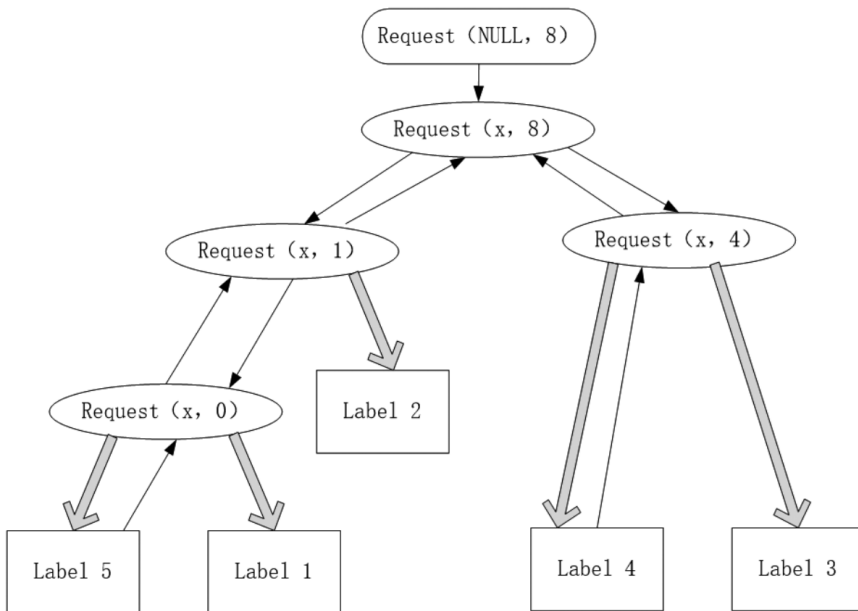 Request (NULL, 8)
Request (x, 8)
Request (x, 1)
Request (x, 4)
Request (x, 0)
Label 2
Label 5
Label 1
Label 4
Label 3